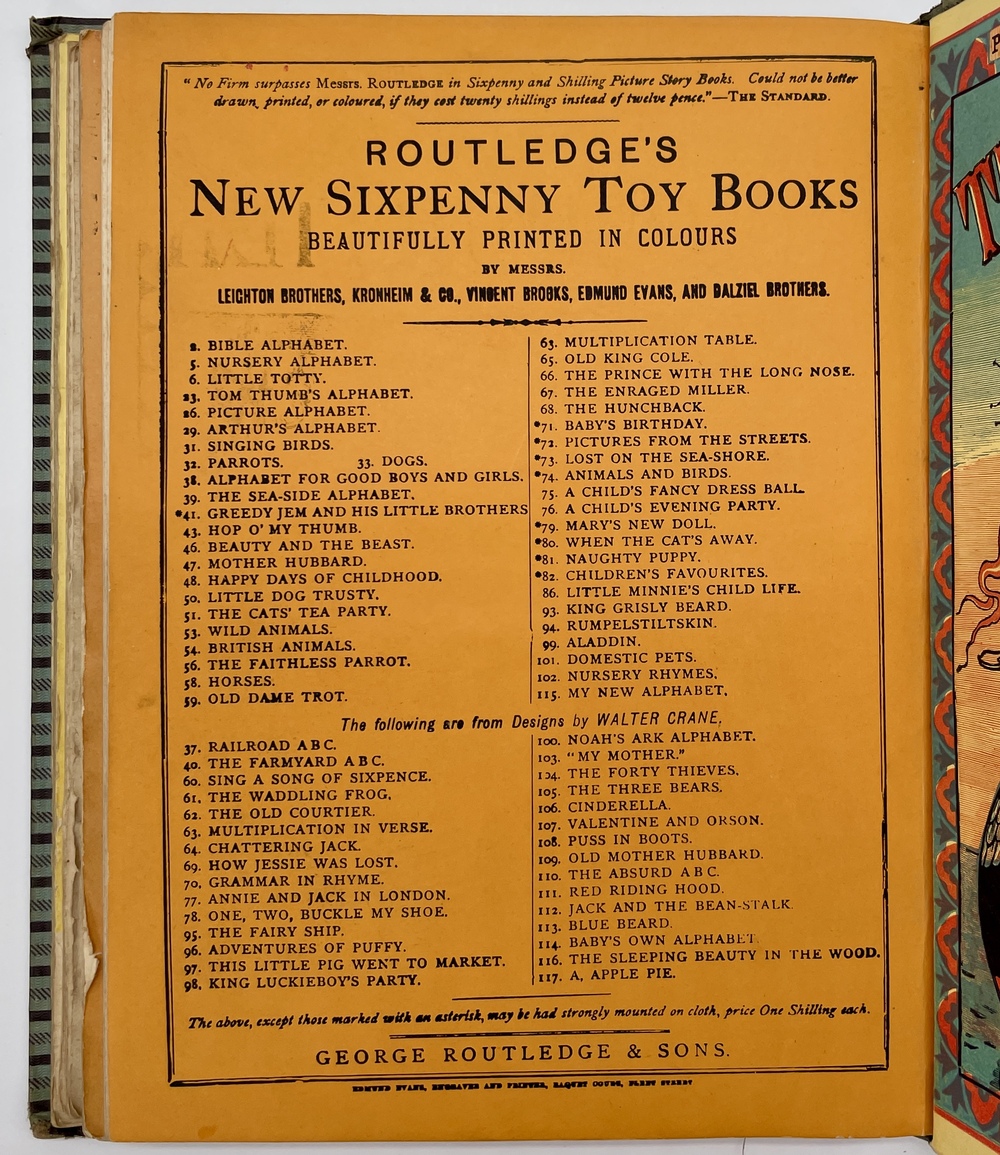 "No Firm surpasses MESSRS. ROUTLEDGE in Sixpenny and Shilling Picture Story Books. Could not be better
drawn, printed, or coloured, if they cost twenty shillings instead of twelve pence."—THE STANDARD.
ROUTLEDGE'S
NEW SIXPENNY TOY BOOKS
BEAUTIFULLY PRINTED IN COLOURS
BY MESSRS.
LEIGHTON BROTHERS, KRONHEIM & CO., VINCENT BROOKS, EDMUND EVANS, AND DALZIEL BROTHERS.
2. BIBLE ALPHABET.
5. NURSERY ALPHABET.
6. LITTLE TOTTY.
23. TOM THUMB'S ALPHABET.
26. PICTURE ALPHABET.
29. ARTHUR'S ALPHABET.
31. SINGING BIRDS.
32. PARROTS. 33. DOGS.
38. ALPHABET FOR GOOD BOYS AND GIRLS.
39. THE SEA-SIDE ALPHABET.
*41. GREEDY JEM AND HIS LITTLE BROTHERS
43. HOP O' MY THUMB.
46. BEAUTY AND THE BEAST.
47. MOTHER HUBBARD.
48. HAPPY DAYS OF CHILDHOOD.
50. LITTLE DOG TRUSTY.
51. THE CATS' TEA PARTY.
53. WILD ANIMALS.
54. BRITISH ANIMALS.
56. THE FAITHLESS PARROT.
58. HORSES.
59. OLD DAME TROT.
63. MULTIPLICATION TABLE.
65. OLD KING COLE.
66. THE PRINCE WITH THE LONG NOSE.
67. THE ENRAGED MILLER.
68. THE HUNCHBACK.
*71. BABY'S BIRTHDAY.
*72. PICTURES FROM THE STREETS.
*73. LOST ON THE SEA-SHORE.
*74. ANIMALS AND BIRDS.
75. A CHILD'S FANCY DRESS BALL.
76. A CHILD'S EVENING PARTY.
*79. MARY'S NEW DOLL.
*80. WHEN THE CAT'S AWAY.
*81. NAUGHTY PUPPY.
*82. CHILDREN'S FAVOURITES.
86. LITTLE MINNIE'S CHILD LIFE.
93. KING GRISLY BEARD.
94. RUMPELSTILTSKIN.
99. ALADDIN.
101. DOMESTIC PETS.
102. NURSERY RHYMES.
115. MY NEW ALPHABET.
The following are from Designs by WALTER CRANE.
37. RAILROAD A B C.
40. THE FARMYARD A B C.
60. SING A SONG OF SIXPENCE.
61. THE WADDLING FROG.
62. THE OLD COURTIER.
63. MULTIPLICATION IN VERSE.
64. CHATTERING JACK.
69. HOW JESSIE WAS LOST.
70. GRAMMAR IN RHYME.
77. ANNIE AND JACK IN LONDON.
78. ONE, TWO, BUCKLE MY SHOE.
95. THE FAIRY SHIP.
96. ADVENTURES OF PUFFY.
97. THIS LITTLE PIG WENT TO MARKET.
98. KING LUCKIEBOY'S PARTY.
100. NOAH'S ARK ALPHABET.
103. "MY MOTHER."
104. THE FORTY THIEVES.
105. THE THREE BEARS.
106. CINDERELLA.
107. VALENTINE AND ORSON.
108. PUSS IN BOOTS.
109. OLD MOTHER HUBBARD.
110. THE ABSURD A B C.
111. RED RIDING HOOD.
112. JACK AND THE BEAN-STALK.
113. BLUE BEARD.
114. BABY'S OWN ALPHABET.
116. THE SLEEPING BEAUTY IN THE WOOD.
117. A, APPLE PIE.
The above, except those marked with an asterisk, may be had strongly mounted on cloth, price One Shilling each.
GEORGE ROUTLEDGE & SONS.
EDMUND EVANS, ENGRAVER AND PRINTER, RAQUET COURT, FLEET STREET